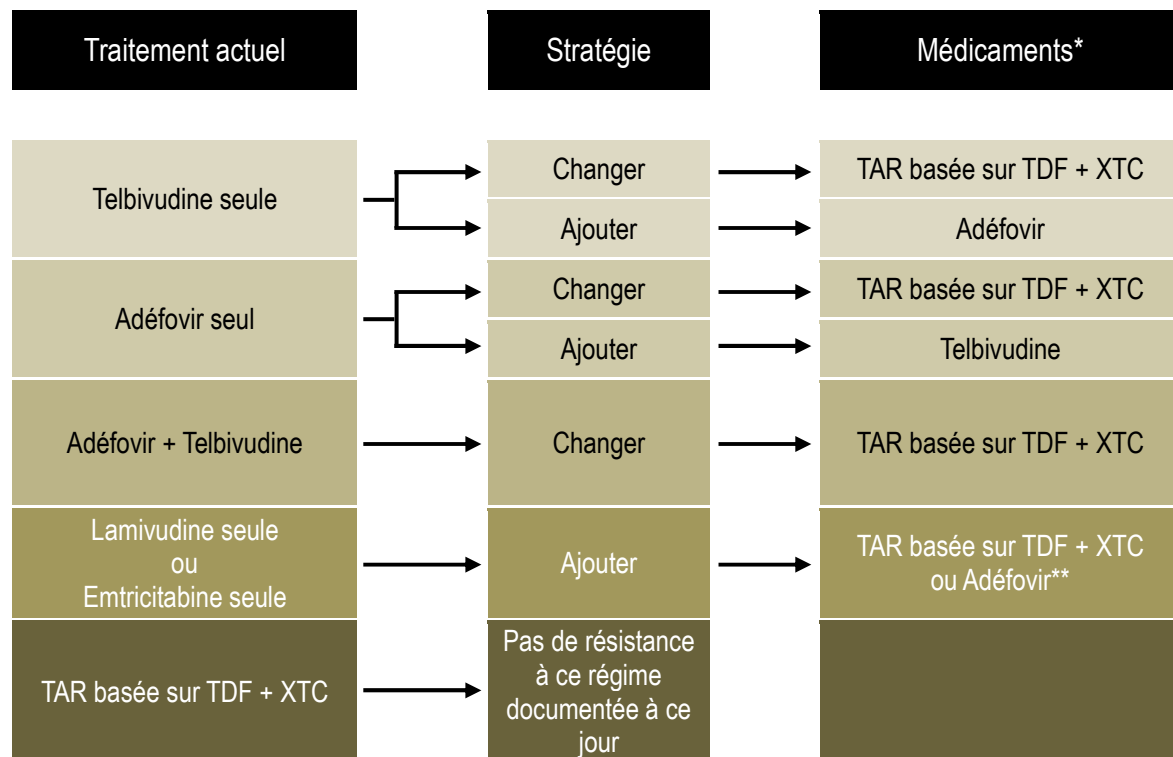 Traitement actuel
Stratégie
Médicaments*
Telbivudine seule
Changer
TAR basée sur TDF + XTC
Ajouter
Adéfovir
Adéfovir seul
Changer
TAR basée sur TDF + XTC
Ajouter
Telbivudine
Adéfovir + Telbivudine
Changer
TAR basée sur TDF + XTC
Lamivudine seule
ou
Emtricitabine seule
Ajouter
TAR basée sur TDF + XTC
ou Adéfovir**
TAR basée sur TDF + XTC
Pas de résistance
à ce régime
documentée à ce
jour